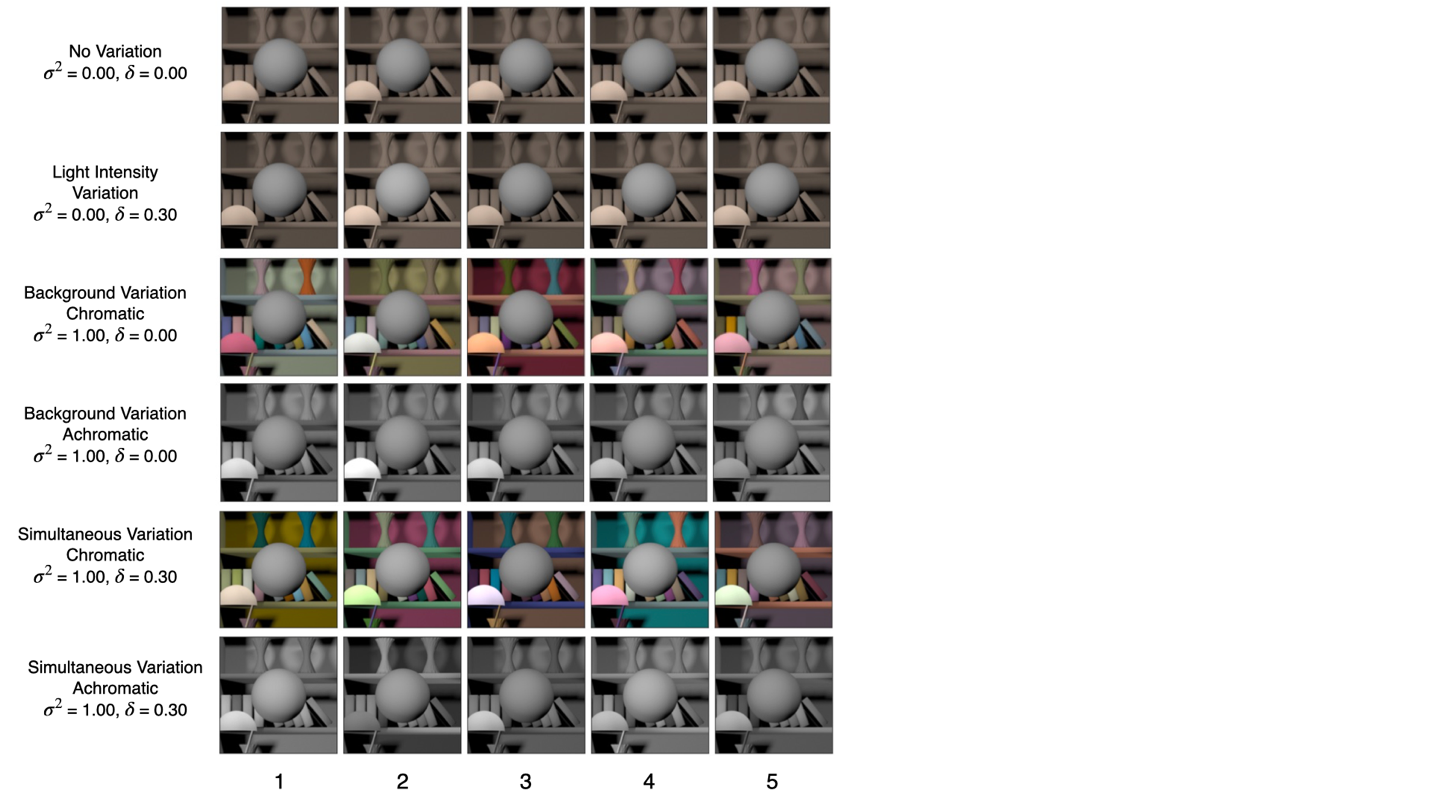 No Variation
σ² = 0.00, δ = 0.00
Light Intensity
Variation
σ² = 0.00, δ = 0.30
Background Variation
Chromatic
σ² = 1.00, δ = 0.00
Background Variation
Achromatic
σ² = 1.00, δ = 0.00
Simultaneous Variation
Chromatic
σ² = 1.00, δ = 0.30
Simultaneous Variation
Achromatic
σ² = 1.00, δ = 0.30
1 2 3 4 5